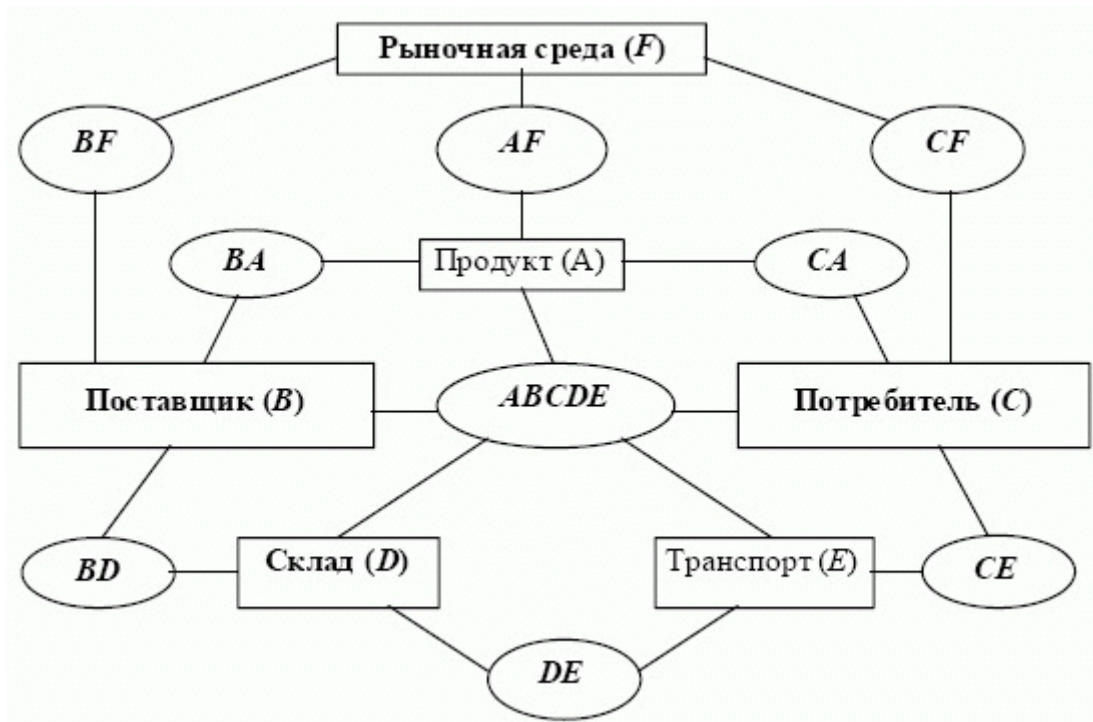 Рыночная среда (F)
BF
AF
CF
BA
Продукт (А)
CA
Поставщик (B)
ABCDE
Потребитель (C)
BD
Склад (D)
Транспорт (E)
CE
DE